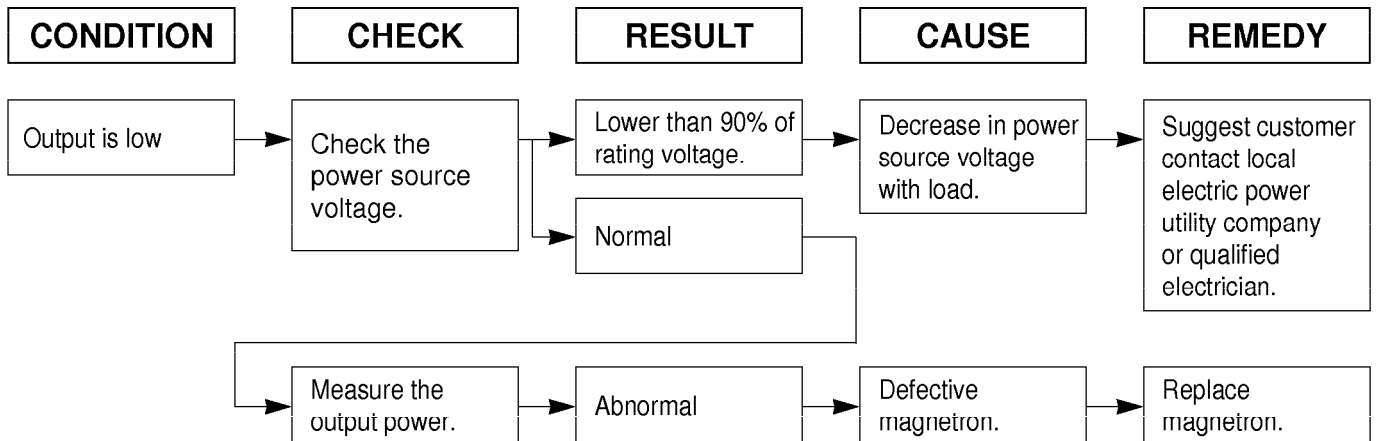 CONDITION
CHECK
RESULT
CAUSE
REMEDY
Output is low
Check the
power source
voltage.
Lower than 90% of
rating voltage.
Decrease in power
source voltage
with load.
Suggest customer
contact local
electric power
utility company
or qualified
electrician.
Normal
Measure the
output power.
Abnormal
Defective
magnetron.
Replace
magnetron.